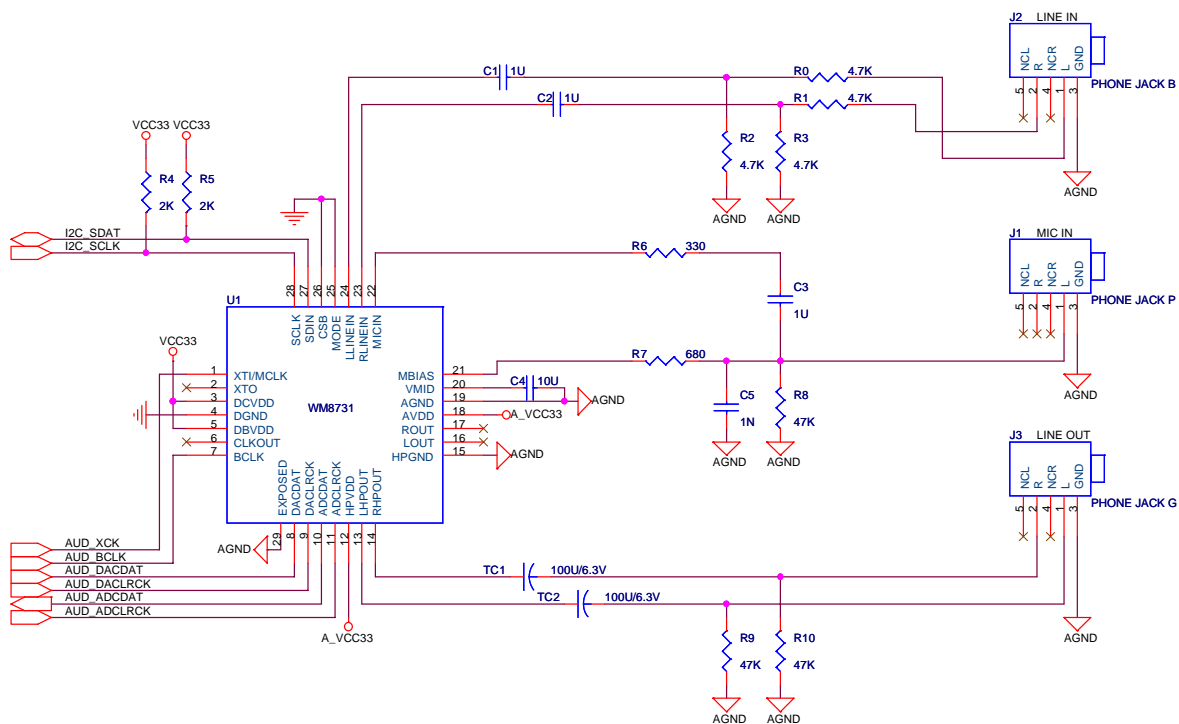 J2 LINE IN
NCL
R
NCR
L
GND
5
2
4
1
3
PHONE JACK B
AGND
C1 1U
R0 4.7K
C2 1U
R1 4.7K
R2
4.7K
R3
4.7K
AGND
AGND
VCC33 VCC33
R4
2K
R5
2K
I2C_SDAT
I2C_SCLK
J1 MIC IN
NCL
R
NCR
L
GND
5
2
4
1
3
PHONE JACK P
AGND
R6 330
C3
1U
R7 680
C5
1N
R8
47K
AGND
AGND
U1
28
27
26
25
24
23
22
SCLK
SDIN
CSB
MODE
LLINEIN
RLINEIN
MICIN
VCC33
1 XTI/MCLK
2 XTO
3 DCVDD
4 DGND
5 DBVDD
6 CLKOUT
7 BCLK
WM8731
MBIAS 21
VMID 20
AGND 19
AVDD 18
ROUT 17
LOUT 16
HPGND 15
C4 10U
AGND
A_VCC33
AGND
EXPOSED
DACDAT
DACLRCK
ADCDAT
ADCLRCK
HPVDD
LHPOUT
RHPOUT
29
8
9
10
11
12
13
14
AGND
AUD_XCK
AUD_BCLK
AUD_DACDAT
AUD_DACLRCK
AUD_ADCDAT
AUD_ADCLRCK
A_VCC33
J3 LINE OUT
NCL
R
NCR
L
GND
5
2
4
1
3
PHONE JACK G
AGND
TC1 100U/6.3V
TC2 100U/6.3V
R9
47K
R10
47K
AGND
AGND